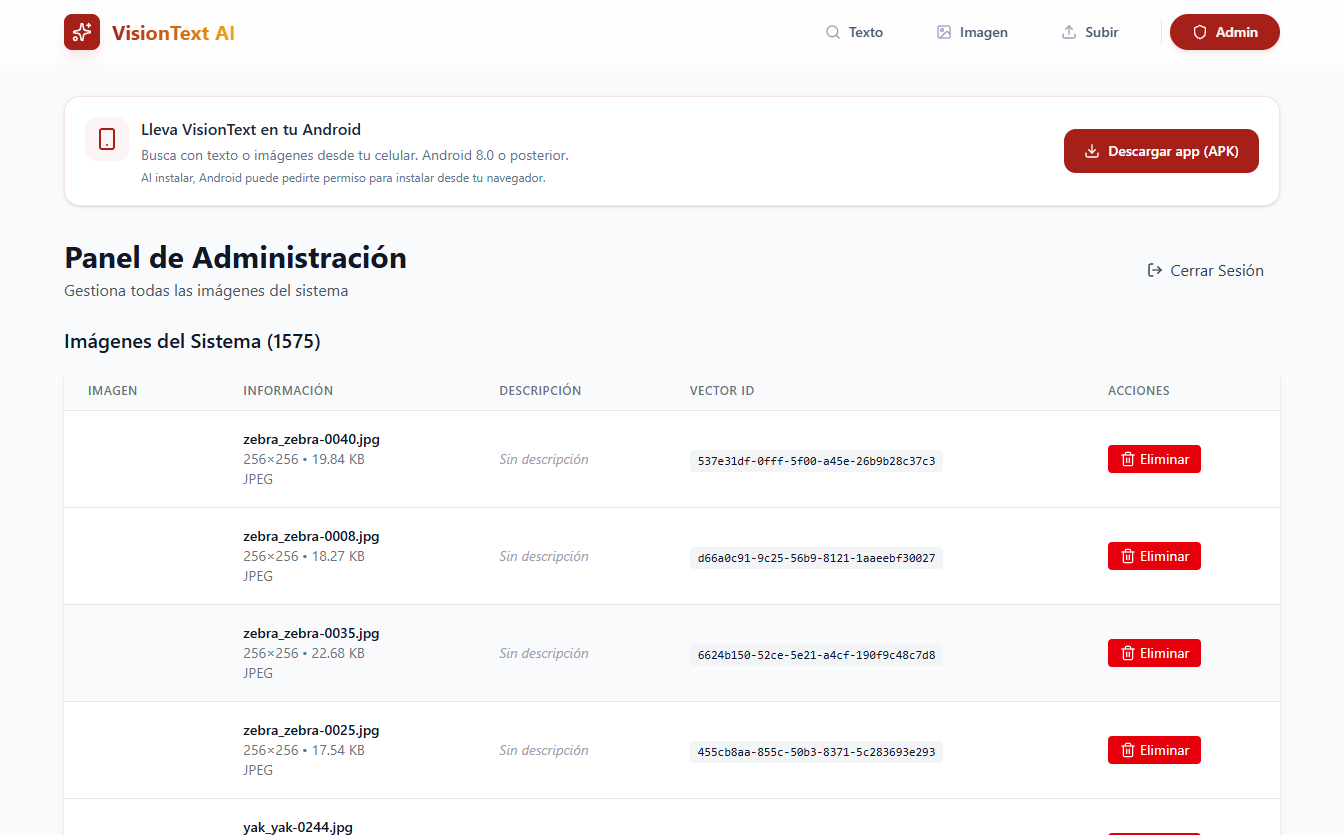 VisionText AI
Texto
Imagen
Subir
Admin
Lleva VisionText en tu Android
Busca con texto o imágenes desde tu celular. Android 8.0 o posterior.
Al instalar, Android puede pedirte permiso para instalar desde tu navegador.
Descargar app (APK)
Panel de Administración
Gestiona todas las imágenes del sistema
Cerrar Sesión
Imágenes del Sistema (1575)
IMAGEN INFORMACIÓN DESCRIPCIÓN VECTOR ID ACCIONES
zebra_zebra-0040.jpg
256×256 • 19.84 KB
JPEG
Sin descripción
537e31df-0fff-5f00-a45e-26b9b28c37c3
Eliminar
zebra_zebra-0008.jpg
256×256 • 18.27 KB
JPEG
Sin descripción
d66a0c91-9c25-56b9-8121-1aaeebf30027
Eliminar
zebra_zebra-0035.jpg
256×256 • 22.68 KB
JPEG
Sin descripción
6624b150-52ce-5e21-a4cf-190f9c48c7d8
Eliminar
zebra_zebra-0025.jpg
256×256 • 17.54 KB
JPEG
Sin descripción
455cb8aa-855c-50b3-8371-5c283693e293
Eliminar
yak_yak-0244.jpg